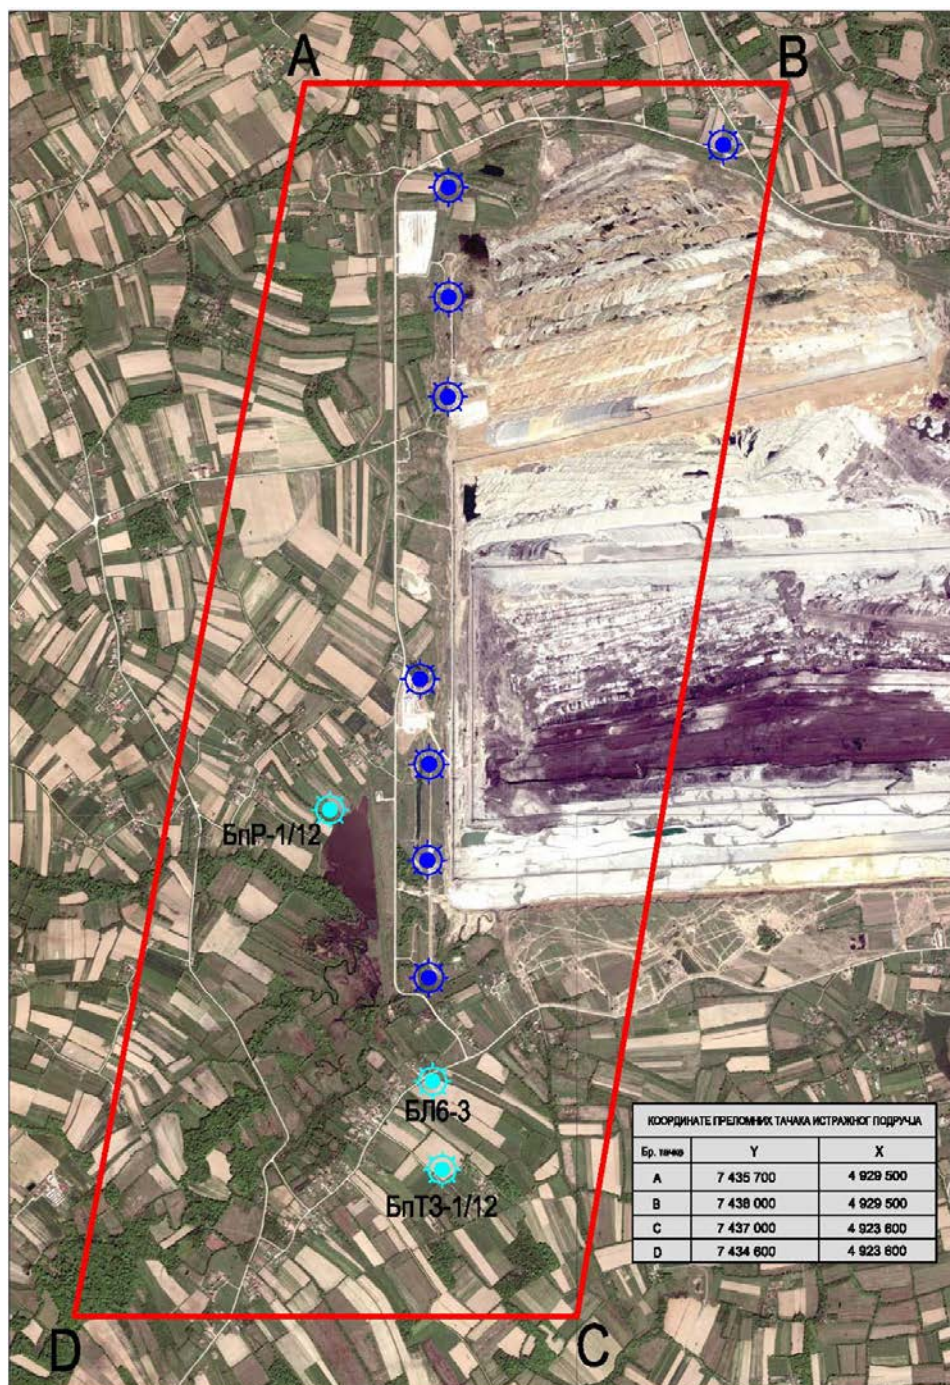 A
B
БпР-1/12
БЛ6-3
БпТЗ-1/12
КООРДИНАТЕ ПРЕЛОМНИХ ТАЧАКА ИСТРАЖНОГ ПОДРУЧЈА
Бр. тачке Y X
A 7 435 700 4 929 500
B 7 438 000 4 929 500
C 7 437 000 4 923 600
D 7 434 600 4 923 600
D
C